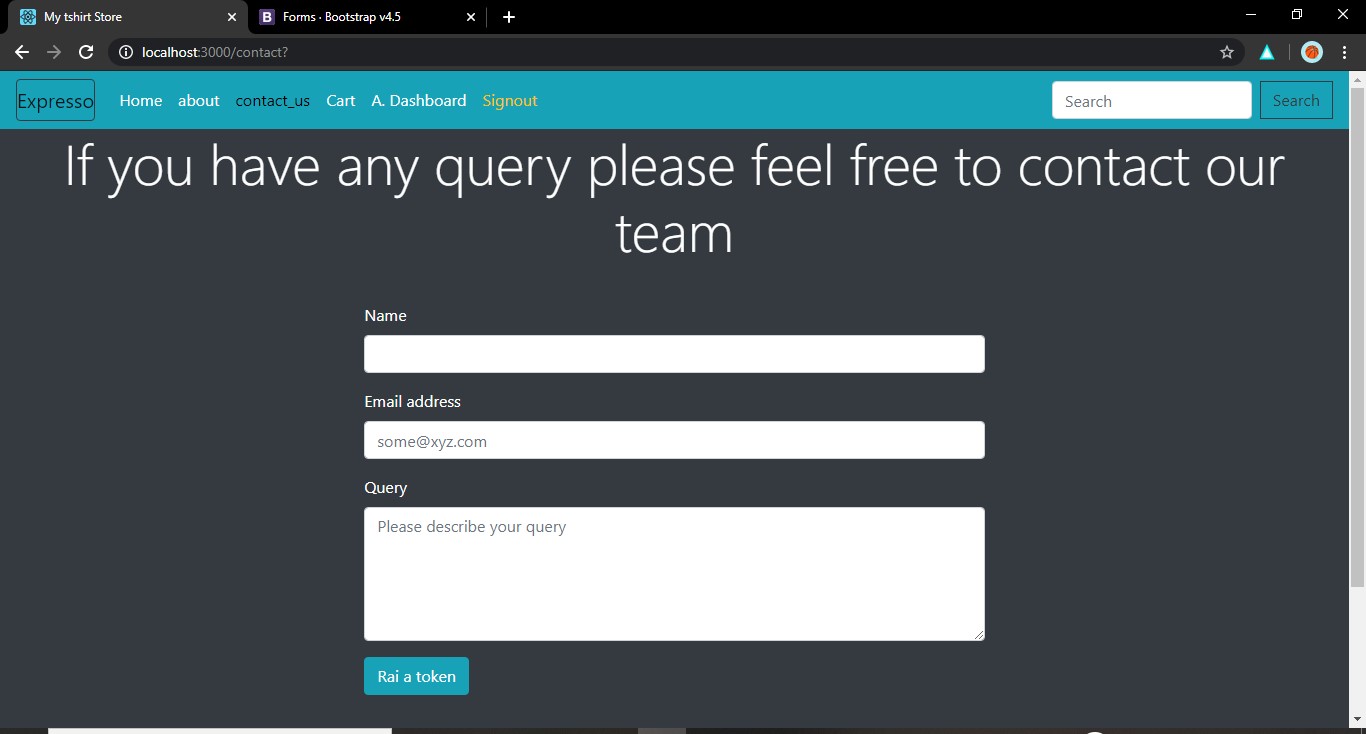 My tshirt Store
B Forms · Bootstrap v4.5
localhost:3000/contact?
Expresso Home about contact_us Cart A. Dashboard Signout Search Search
If you have any query please feel free to contact our
team
Name
Email address
some@xyz.com
Query
Please describe your query
Rai a token